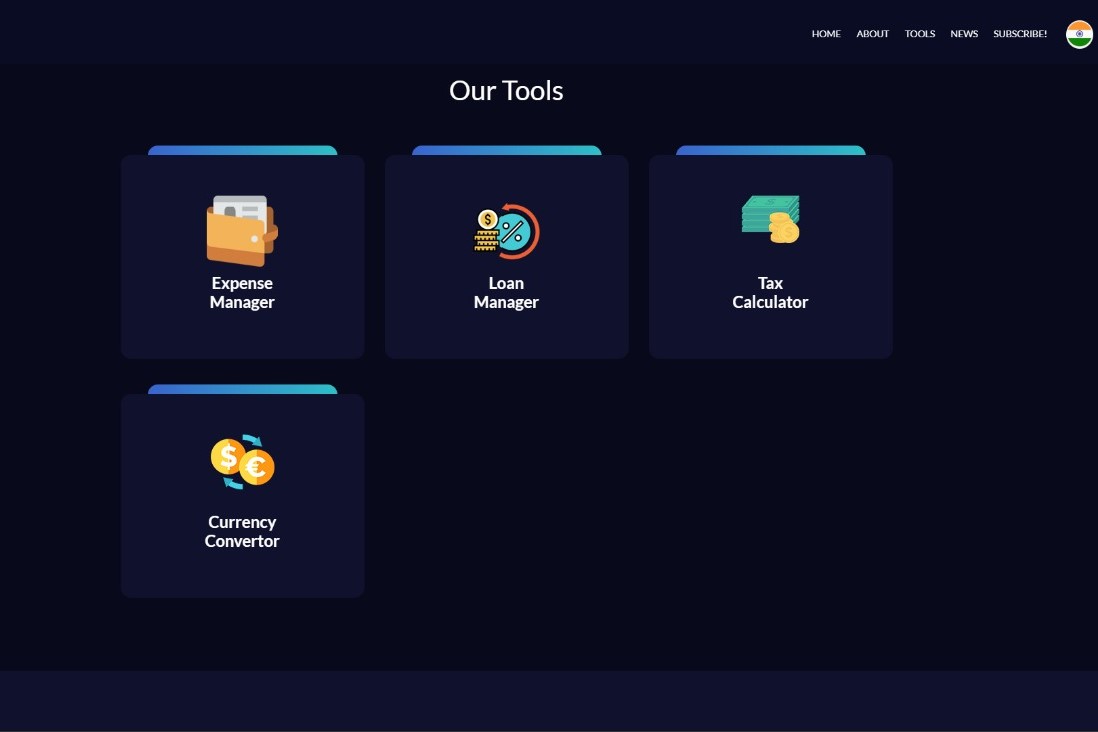 HOME ABOUT TOOLS NEWS SUBSCRIBE!
Our Tools
Expense
Manager
$
Loan
Manager
Tax
Calculator
$ €
Currency
Convertor